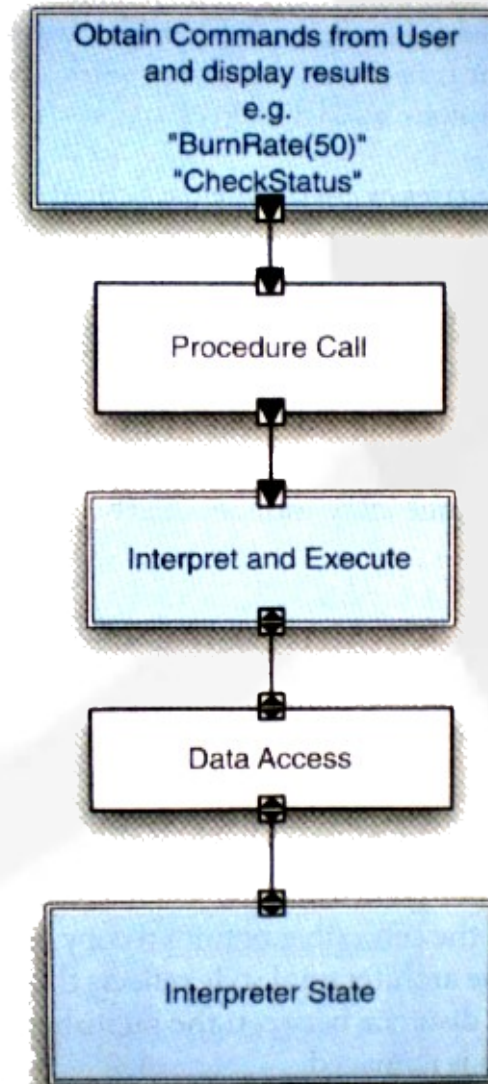 Obtain Commands from User
and display results
e.g.
"BurnRate(50)"
"CheckStatus"
Procedure Call
Interpret and Execute
Data Access
Interpreter State